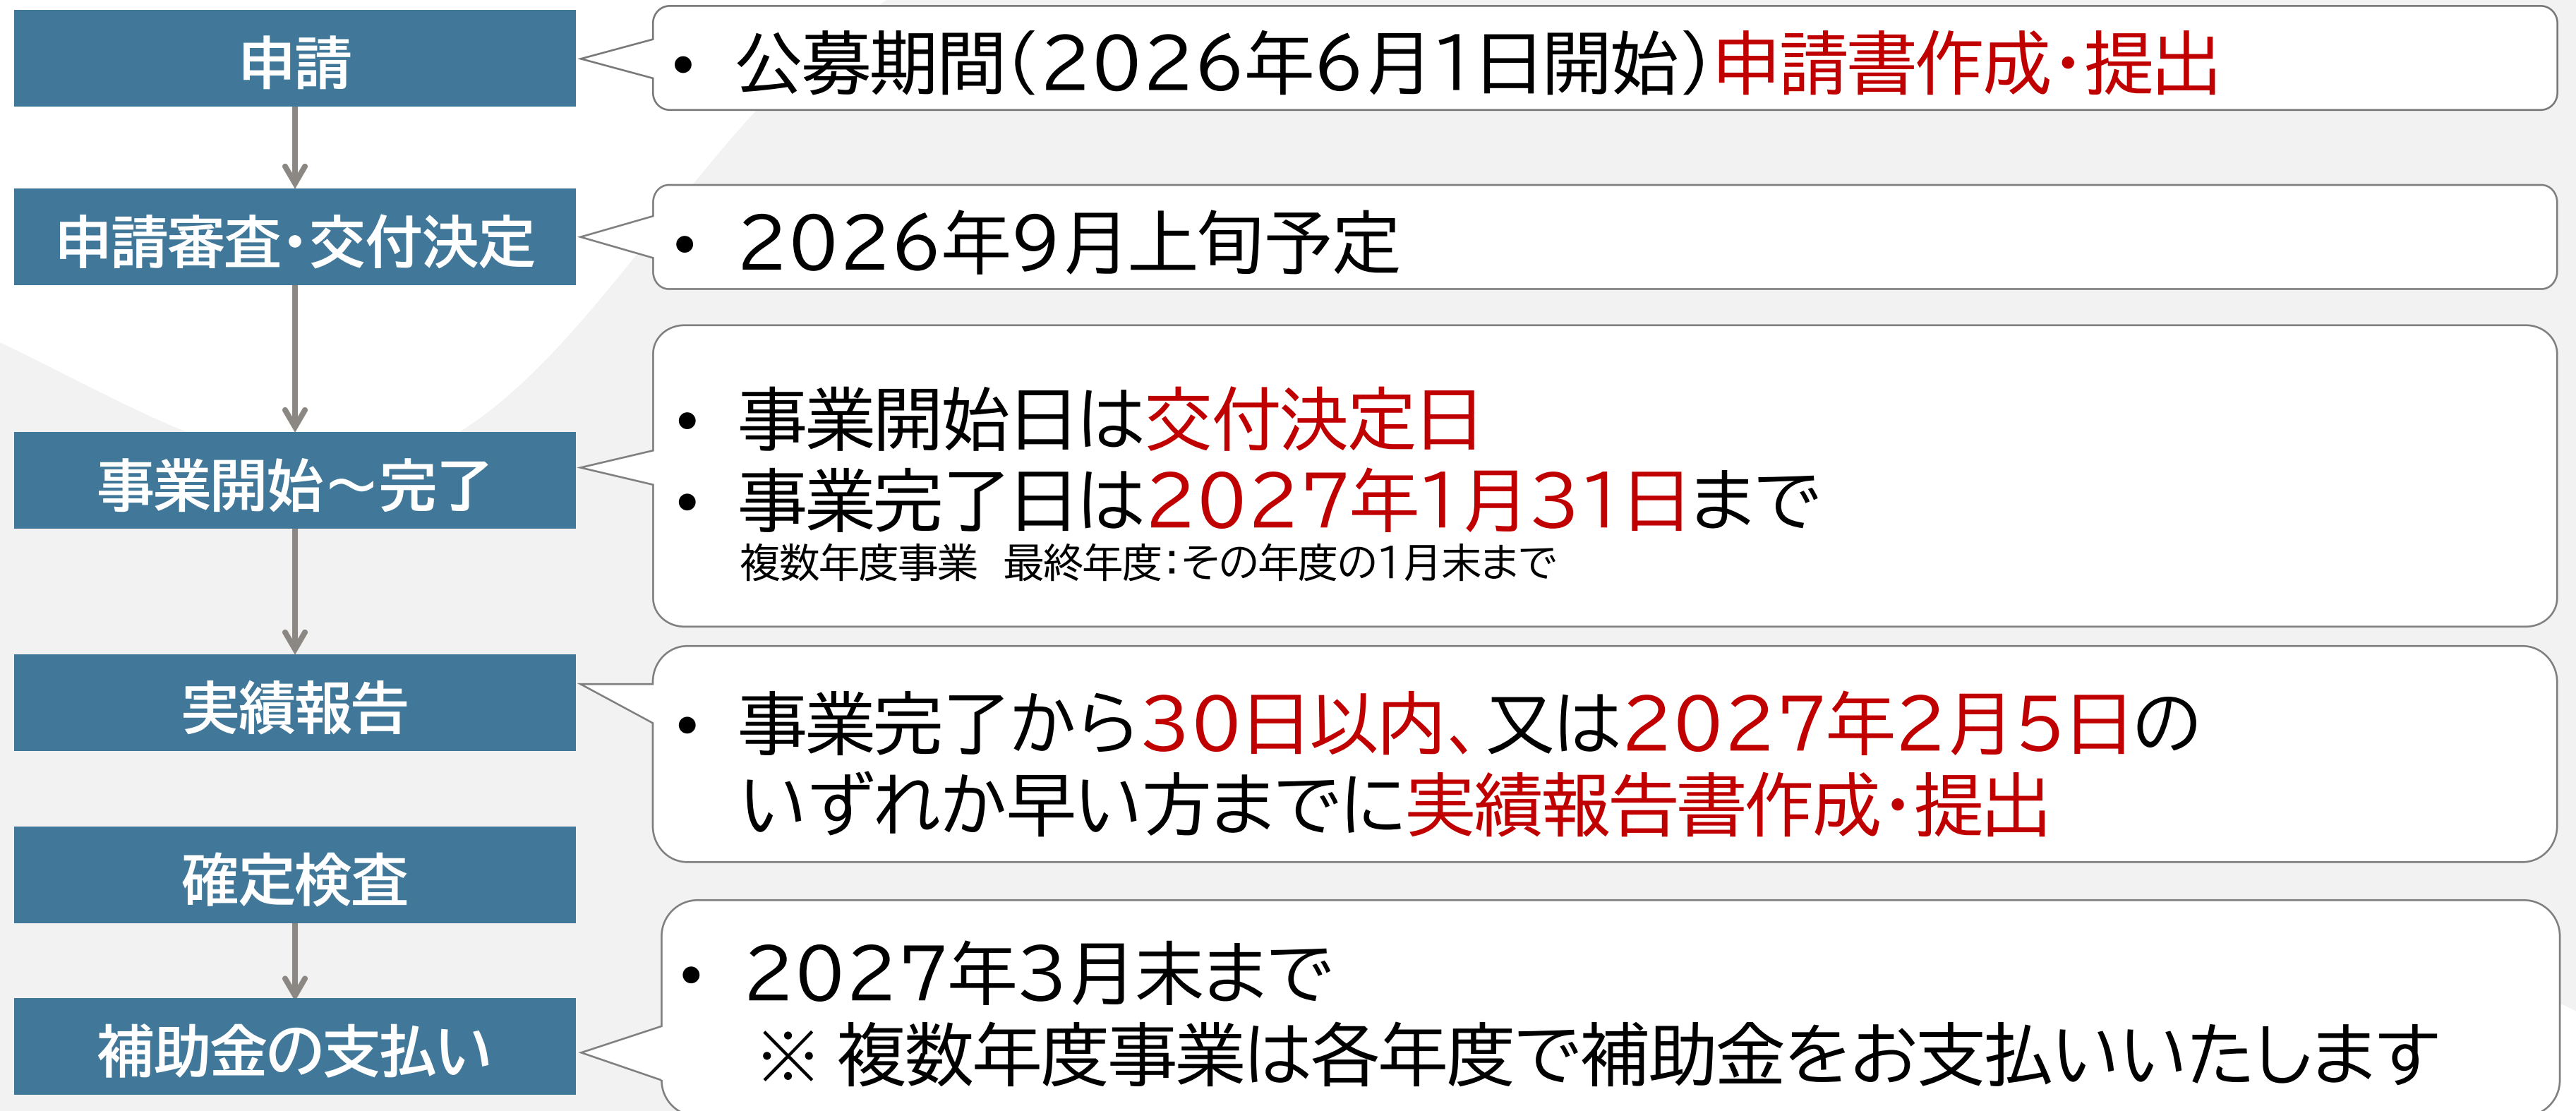 申請
• 公募期間（2026年6月1日開始）申請書作成・提出
申請審査・交付決定
• 2026年9月上旬予定
事業開始～完了
• 事業開始日は交付決定日
• 事業完了日は2027年1月31日まで
複数年度事業　最終年度：その年度の1月末まで
実績報告
• 事業完了から30日以内、又は2027年2月5日の
いずれか早い方までに実績報告書作成・提出
確定検査
補助金の支払い
• 2027年3月末まで
※ 複数年度事業は各年度で補助金をお支払いいたします